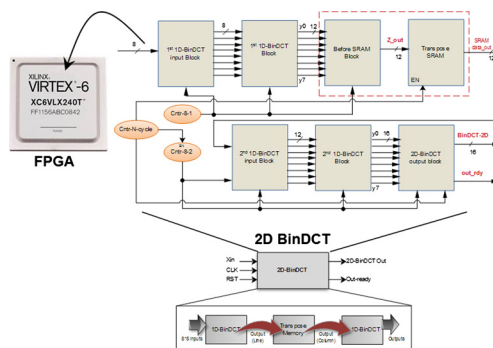 8
1st 1D-BinDCT
input Block
8
y0
12
y7
1st 1D-BinDCT
Block
Before SRAM
Block
Z_out
12
Transpose
SRAM
EN
SRAM
data_out
12
XILINX
VIRTEX-6
XC6VLX240T
FFI156ABC0842
FPGA
Cntr-8-1
Cntr-N-cycle
Cntr-8-2
2nd 1D-BinDCT
input Block
12
2nd 1D-BinDCT
Block
y0
16
y7
2D-BinDCT
output block
BinDCT-2D
16
out_rdy
2D BinDCT
Xin
CLK
RST
2D-BinDCT
2D-BinDCT Out
Out-ready
8*8 inputs
1D-BinDCT
Output
(Line)
Transpose
Memory
Output
(Column)
1D-BinDCT
Outputs